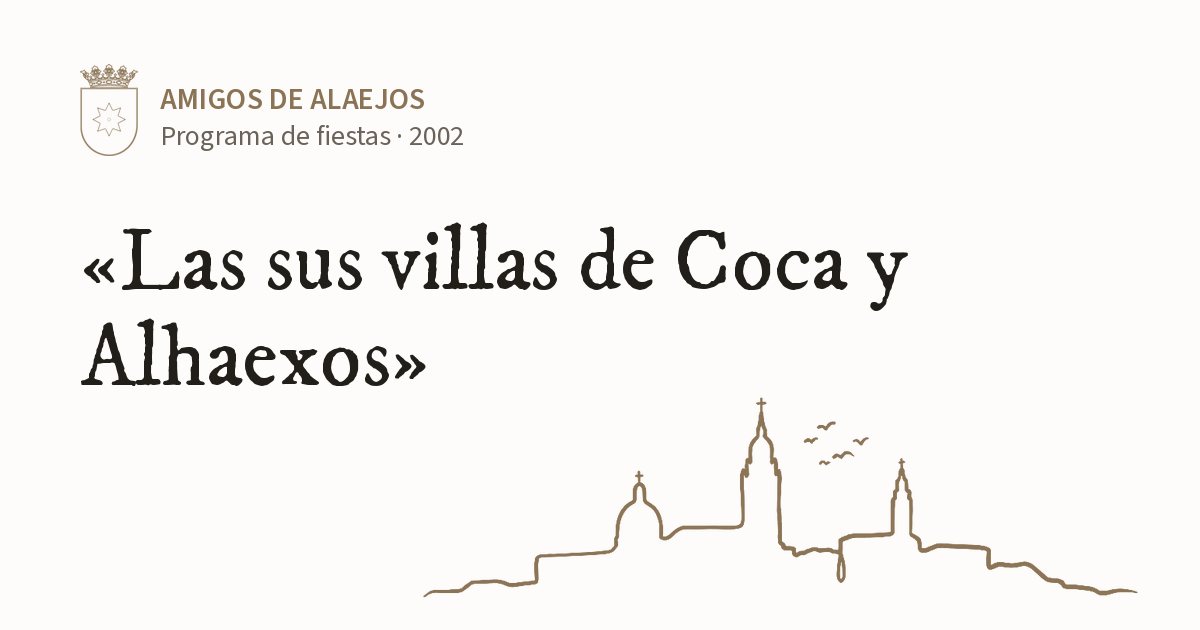 AMIGOS DE ALAEJOS
Programa de fiestas · 2002
«Las sus villas de Coca y
Alhaexos»